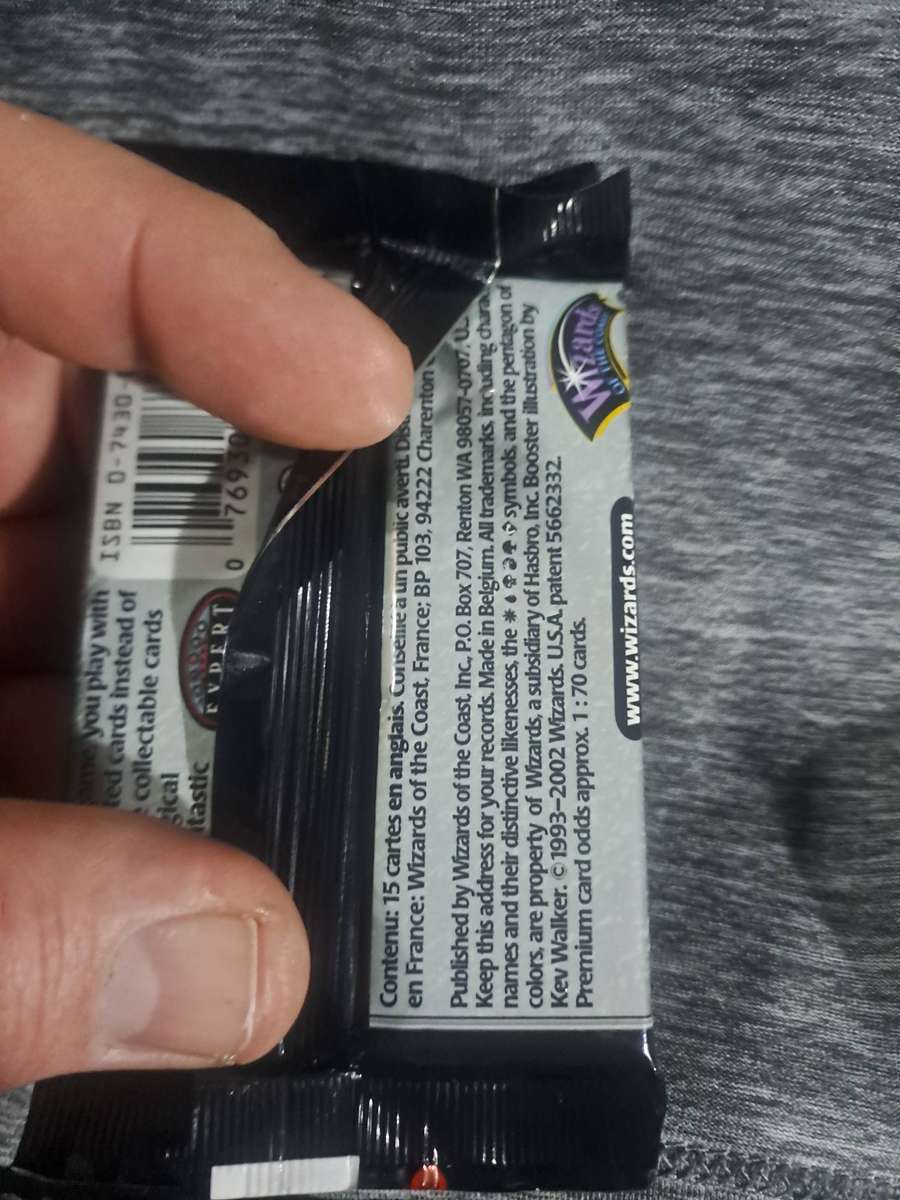 ISBN 0-7430-
0 76930
you play with
ted cards instead of
collectable cards
gical
tastic
EXPERT
Contenu: 15 cartes en anglais. Conseillé à un public averti.
en France: Wizards of the Coast, France; BP 103, 94222 Charenton
Published by Wizards of the Coast, Inc., P.O. Box 707, Renton WA 98057-0707,
Keep this address for your records. Made in Belgium. All trademarks, including
names and their distinctive likenesses, the symbols, and the pentagon of
colors, are property of Wizards, a subsidiary of Hasbro, Inc. Booster illustration by
Kev Walker. ©1993–2002 Wizards. U.S.A. patent 5662332.
Premium card odds approx. 1 : 70 cards.
Wizards
OF THE COAST
www.wizards.com